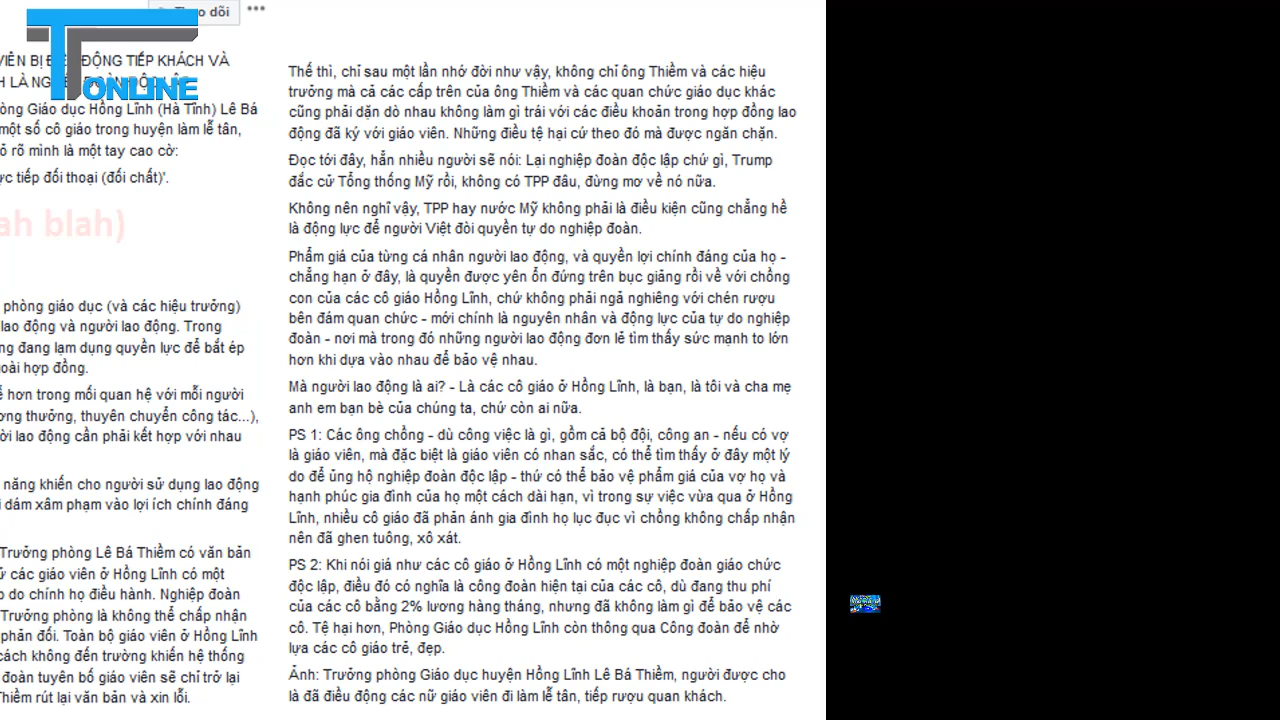 Theo dõi
T ONLINE
VIÊN BỊ ĐIỀU ĐỘNG TIẾP KHÁCH VÀ
H LÀ NGHIỆP ĐOÀN ĐỘC LẬP
òng Giáo dục Hồng Lĩnh (Hà Tĩnh) Lê Bá
một số cô giáo trong huyện làm lễ tân,
ỏ rõ mình là một tay cao cờ:
ực tiếp đối thoại (đối chất)'.
ah blah)
phòng giáo dục (và các hiệu trưởng)
lao động và người lao động. Trong
ng đang lạm dụng quyền lực để bắt ép
oài hợp đồng.
ế hơn trong mối quan hệ với mỗi người
ơng thưởng, thuyên chuyển công tác...),
ời lao động cần phải kết hợp với nhau
năng khiến cho người sử dụng lao động
i dám xâm phạm vào lợi ích chính đáng
Trưởng phòng Lê Bá Thiềm có văn bản
ử các giáo viên ở Hồng Lĩnh có một
p do chính họ điều hành. Nghiệp đoàn
Trưởng phòng là không thể chấp nhận
phản đối. Toàn bộ giáo viên ở Hồng Lĩnh
cách không đến trường khiến hệ thống
đoàn tuyên bố giáo viên sẽ chỉ trở lại
Thiềm rút lại văn bản và xin lỗi.
Thế thì, chỉ sau một lần nhớ đời như vậy, không chỉ ông Thiềm và các hiệu
trưởng mà cả các cấp trên của ông Thiềm và các quan chức giáo dục khác
cũng phải dặn dò nhau không làm gì trái với các điều khoản trong hợp đồng lao
động đã ký với giáo viên. Những điều tệ hại cứ theo đó mà được ngăn chặn.
Đọc tới đây, hẳn nhiều người sẽ nói: Lại nghiệp đoàn độc lập chứ gì, Trump
đắc cử Tổng thống Mỹ rồi, không có TPP đâu, đừng mơ về nó nữa.
Không nên nghĩ vậy, TPP hay nước Mỹ không phải là điều kiện cũng chẳng hề
là động lực để người Việt đòi quyền tự do nghiệp đoàn.
Phẩm giá của từng cá nhân người lao động, và quyền lợi chính đáng của họ -
chẳng hạn ở đây, là quyền được yên ổn đứng trên bục giảng rồi về với chồng
con của các cô giáo Hồng Lĩnh, chứ không phải ngả nghiêng với chén rượu
bên đám quan chức - mới chính là nguyên nhân và động lực của tự do nghiệp
đoàn - nơi mà trong đó những người lao động đơn lẻ tìm thấy sức mạnh to lớn
hơn khi dựa vào nhau để bảo vệ nhau.
Mà người lao động là ai? - Là các cô giáo ở Hồng Lĩnh, là bạn, là tôi và cha mẹ
anh em bạn bè của chúng ta, chứ còn ai nữa.
PS 1: Các ông chồng - dù công việc là gì, gồm cả bộ đội, công an - nếu có vợ
là giáo viên, mà đặc biệt là giáo viên có nhan sắc, có thể tìm thấy ở đây một lý
do để ủng hộ nghiệp đoàn độc lập - thứ có thể bảo vệ phẩm giá của vợ họ và
hạnh phúc gia đình của họ một cách dài hạn, vì trong sự việc vừa qua ở Hồng
Lĩnh, nhiều cô giáo đã phản ánh gia đình họ lục đục vì chồng không chấp nhận
nên đã ghen tuông, xô xát.
PS 2: Khi nói giá như các cô giáo ở Hồng Lĩnh có một nghiệp đoàn giáo chức
độc lập, điều đó có nghĩa là công đoàn hiện tại của các cô, dù đang thu phí
của các cô bằng 2% lương hàng tháng, nhưng đã không làm gì để bảo vệ các
cô. Tệ hại hơn, Phòng Giáo dục Hồng Lĩnh còn thông qua Công đoàn để nhờ
lựa các cô giáo trẻ, đẹp.
Ảnh: Trưởng phòng Giáo dục huyện Hồng Lĩnh Lê Bá Thiềm, người được cho
là đã điều động các nữ giáo viên đi làm lễ tân, tiếp rượu quan khách.